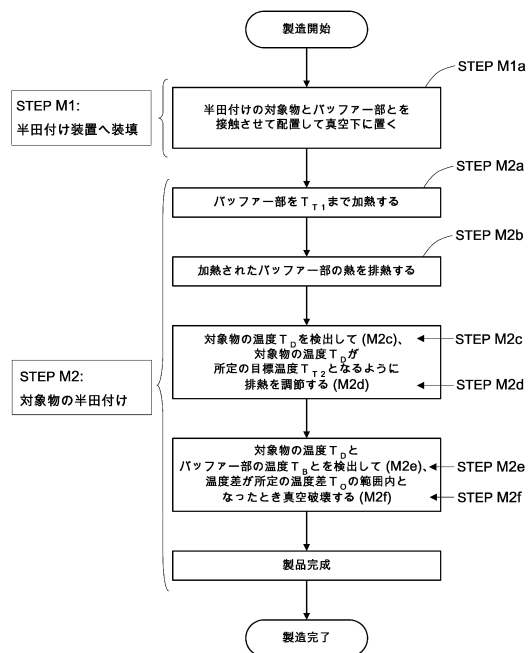 製造開始
STEP M1a
STEP M1:
半田付け装置へ装填
半田付けの対象物とバッファー部とを
接触させて配置して真空下に置く
STEP M2a
バッファー部をTT1まで加熱する
STEP M2b
加熱されたバッファー部の熱を排熱する
STEP M2:
対象物の半田付け
対象物の温度TDを検出して (M2c)、
対象物の温度TDが
所定の目標温度TT2となるように
排熱を調節する (M2d)
STEP M2c
STEP M2d
対象物の温度TDと
バッファー部の温度TBとを検出して (M2e)、
温度差が所定の温度差TOの範囲内と
なったとき真空破壊する (M2f)
STEP M2e
STEP M2f
製品完成
製造完了